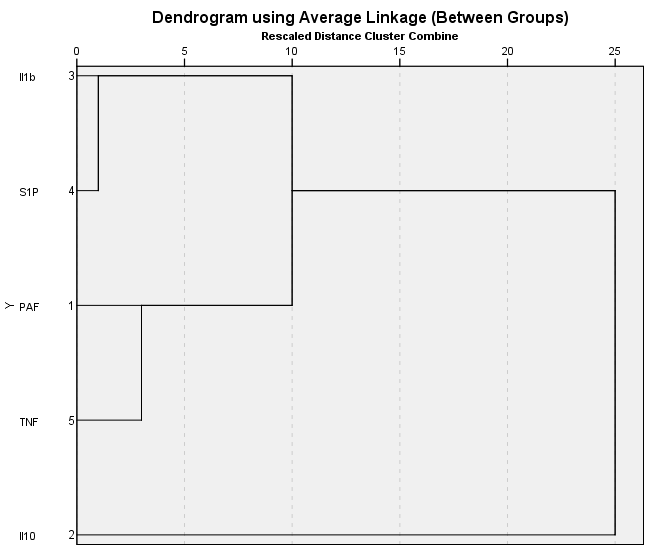 Dendrogram using Average Linkage (Between Groups)
Rescaled Distance Cluster Combine
0 5 10 15 20 25
Il1b 3
S1P 4
Y
PAF 1
TNF 5
Il10 2